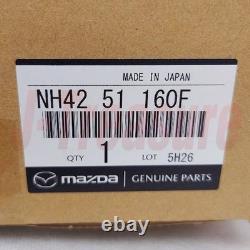 MADE IN JAPAN
NH42 51 160F
QTY 1 LOT 5H26
mazda GENUINE PARTS